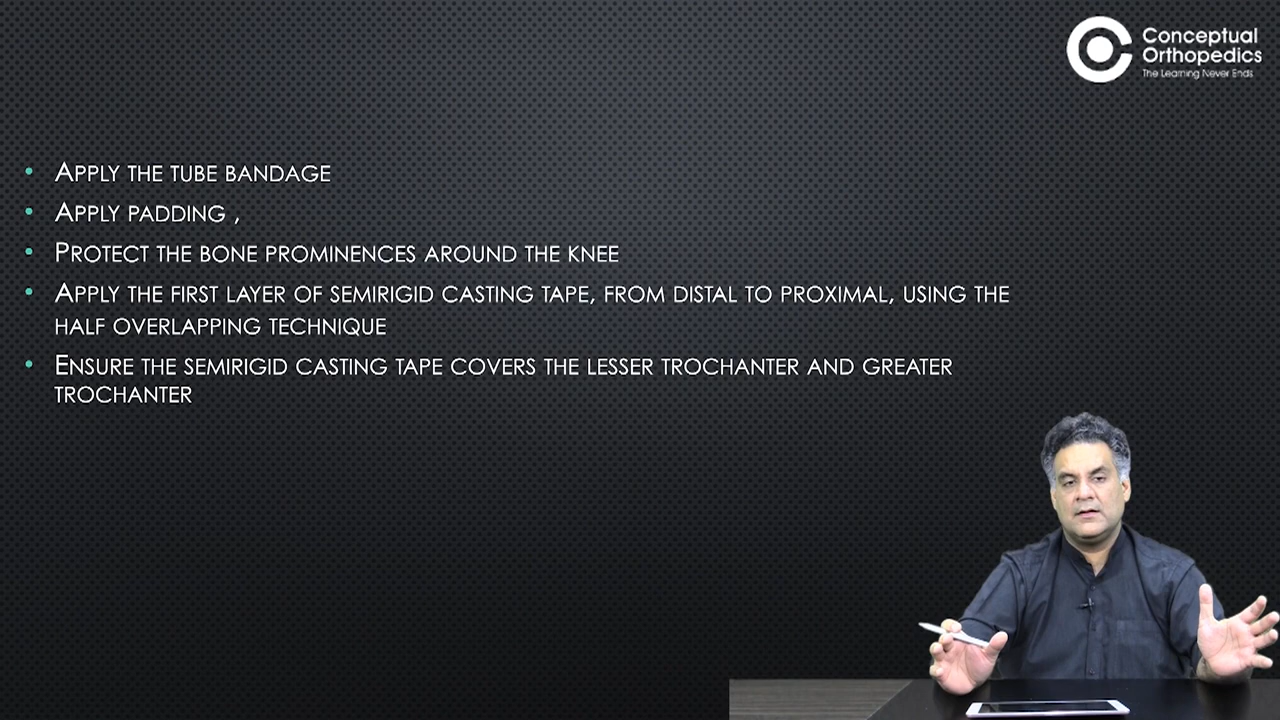 Conceptual
Orthopedics
The Learning Never Ends
• Apply the tube bandage
• Apply padding ,
• Protect the bone prominences around the knee
• Apply the first layer of semirigid casting tape, from distal to proximal, using the
half overlapping technique
• Ensure the semirigid casting tape covers the lesser trochanter and greater
trochanter